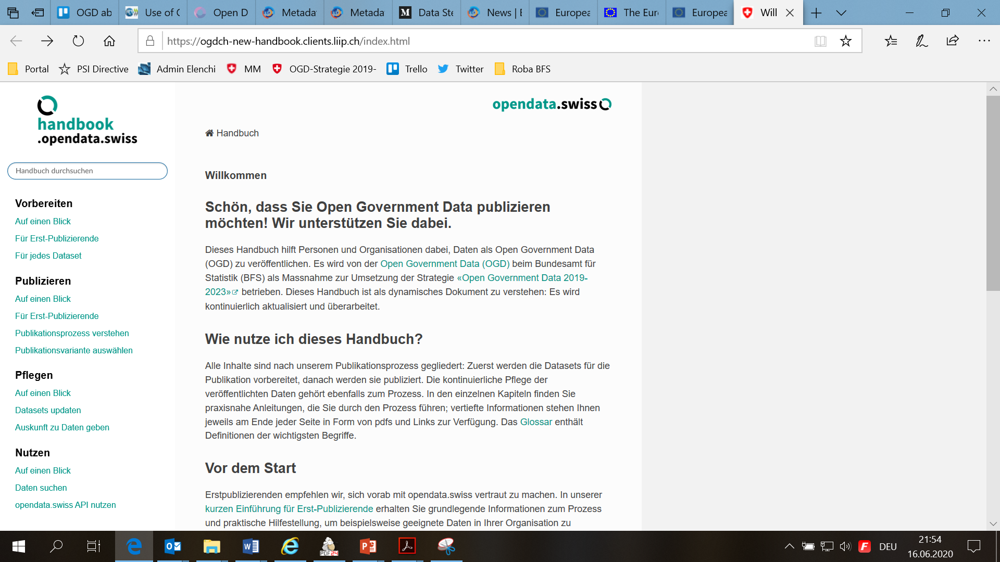 OGD ab
Use of
Open D
Metada
Metada
Data Ste
News | E
Europea
The Eur
Europea
Will
https://ogdch-new-handbook.clients.liip.ch/index.html
Portal
PSI Directive
Admin Elenchi
MM
OGD-Strategie 2019-
Trello
Twitter
Roba BFS
handbook
.opendata.swiss
opendata.swiss
Handbuch
Handbuch durchsuchen
Vorbereiten
Auf einen Blick
Für Erst-Publizierende
Für jedes Dataset
Publizieren
Auf einen Blick
Für Erst-Publizierende
Publikationsprozess verstehen
Publikationsvariante auswählen
Pflegen
Auf einen Blick
Datasets updaten
Auskunft zu Daten geben
Nutzen
Auf einen Blick
Daten suchen
opendata.swiss API nutzen
Willkommen
Schön, dass Sie Open Government Data publizieren
möchten! Wir unterstützen Sie dabei.
Dieses Handbuch hilft Personen und Organisationen dabei, Daten als Open Government Data
(OGD) zu veröffentlichen. Es wird von der Open Government Data (OGD) beim Bundesamt für
Statistik (BFS) als Massnahme zur Umsetzung der Strategie «Open Government Data 2019-
2023» betrieben. Dieses Handbuch ist als dynamisches Dokument zu verstehen: Es wird
kontinuierlich aktualisiert und überarbeitet.
Wie nutze ich dieses Handbuch?
Alle Inhalte sind nach unserem Publikationsprozess gegliedert: Zuerst werden die Datasets für die
Publikation vorbereitet, danach werden sie publiziert. Die kontinuierliche Pflege der
veröffentlichten Daten gehört ebenfalls zum Prozess. In den einzelnen Kapiteln finden Sie
praxisnahe Anleitungen, die Sie durch den Prozess führen; vertiefte Informationen stehen Ihnen
jeweils am Ende jeder Seite in Form von pdfs und Links zur Verfügung. Das Glossar enthält
Definitionen der wichtigsten Begriffe.
Vor dem Start
Erstpublizierenden empfehlen wir, sich vorab mit opendata.swiss vertraut zu machen. In unserer
kurzen Einführung für Erst-Publizierende erhalten Sie grundlegende Informationen zum Prozess
und praktische Hilfestellung, um beispielsweise geeignete Daten in Ihrer Organisation zu
PDF24
DEU
21:54
16.06.2020